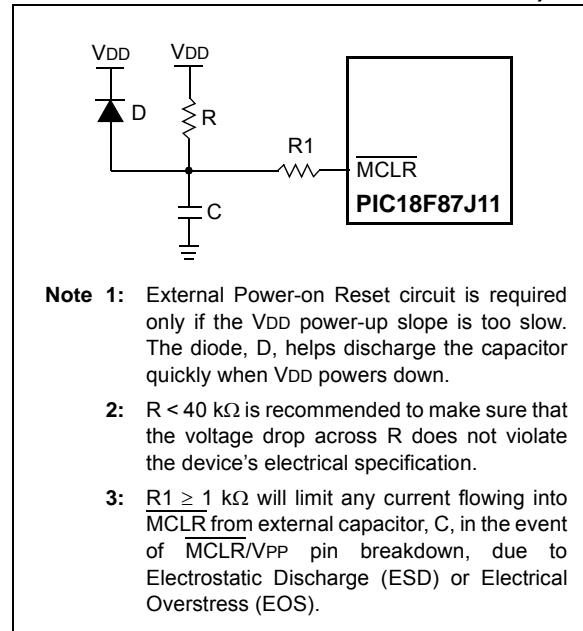 VDD VDD
D
R
R1
MCLR
C
PIC18F87J11
Note 1: External Power-on Reset circuit is required
only if the VDD power-up slope is too slow.
The diode, D, helps discharge the capacitor
quickly when VDD powers down.
2: R < 40 kΩ is recommended to make sure that
the voltage drop across R does not violate
the device's electrical specification.
3: R1 ≥ 1 kΩ will limit any current flowing into
MCLR from external capacitor, C, in the event
of MCLR/VPP pin breakdown, due to
Electrostatic Discharge (ESD) or Electrical
Overstress (EOS).